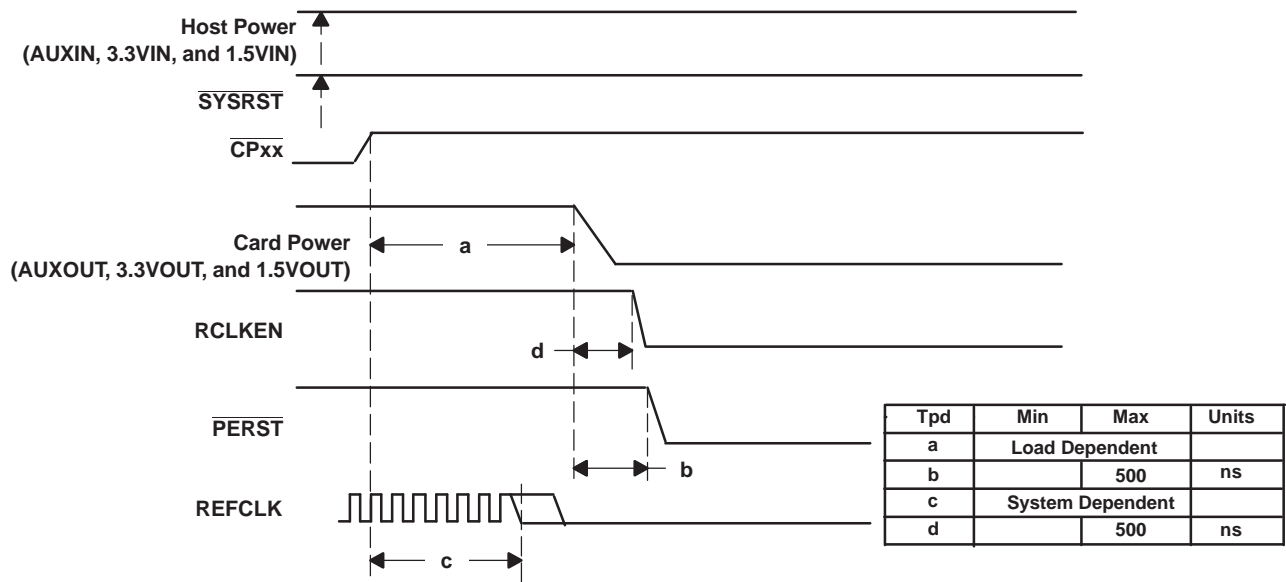 Host Power
(AUXIN, 3.3VIN, and 1.5VIN)
SYSRST
CPxx
Card Power
(AUXOUT, 3.3VOUT, and 1.5VOUT)
a
RCLKEN
d
PERST
b
REFCLK
c
Tpd Min Max Units
a Load Dependent
b 500 ns
c System Dependent
d 500 ns